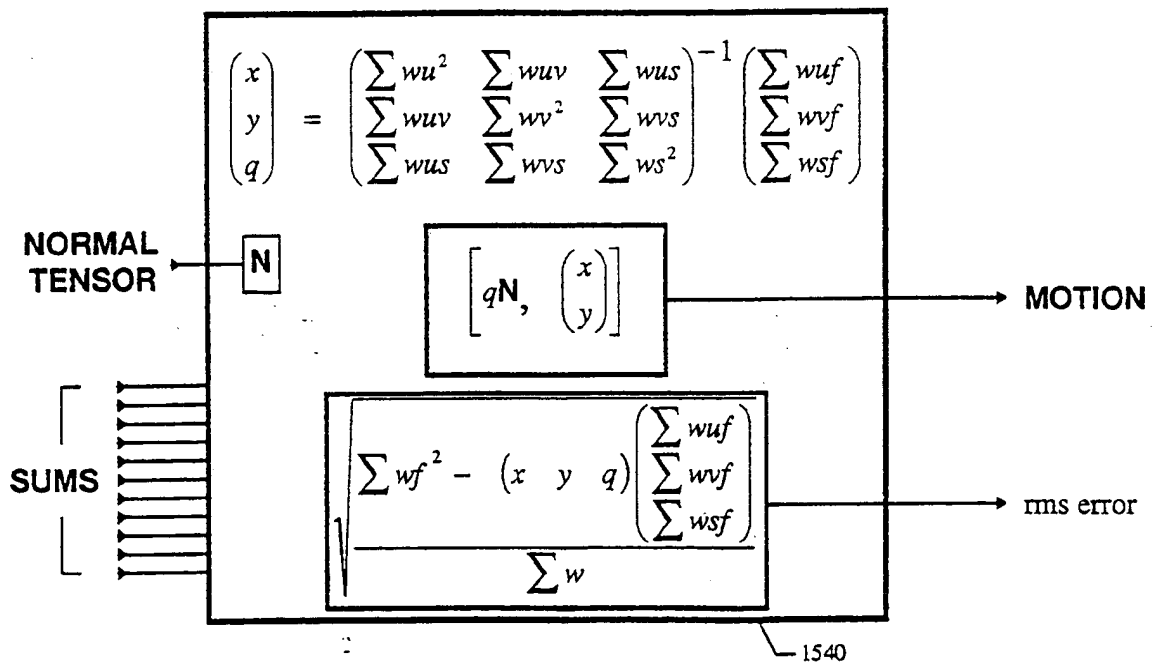 (x y q) = (∑ wu² ∑ wuv ∑ wus
∑ wuv ∑ wv² ∑ wvs
∑ wus ∑ wvs ∑ ws²)⁻¹ (∑ wuf
∑ wvf
∑ wsf)
NORMAL
TENSOR
N
[qN, (x y)]
MOTION
SUMS
√ ∑ wf² - (x y q) (∑ wuf
∑ wvf
∑ wsf)
∑ w
rms error
1540